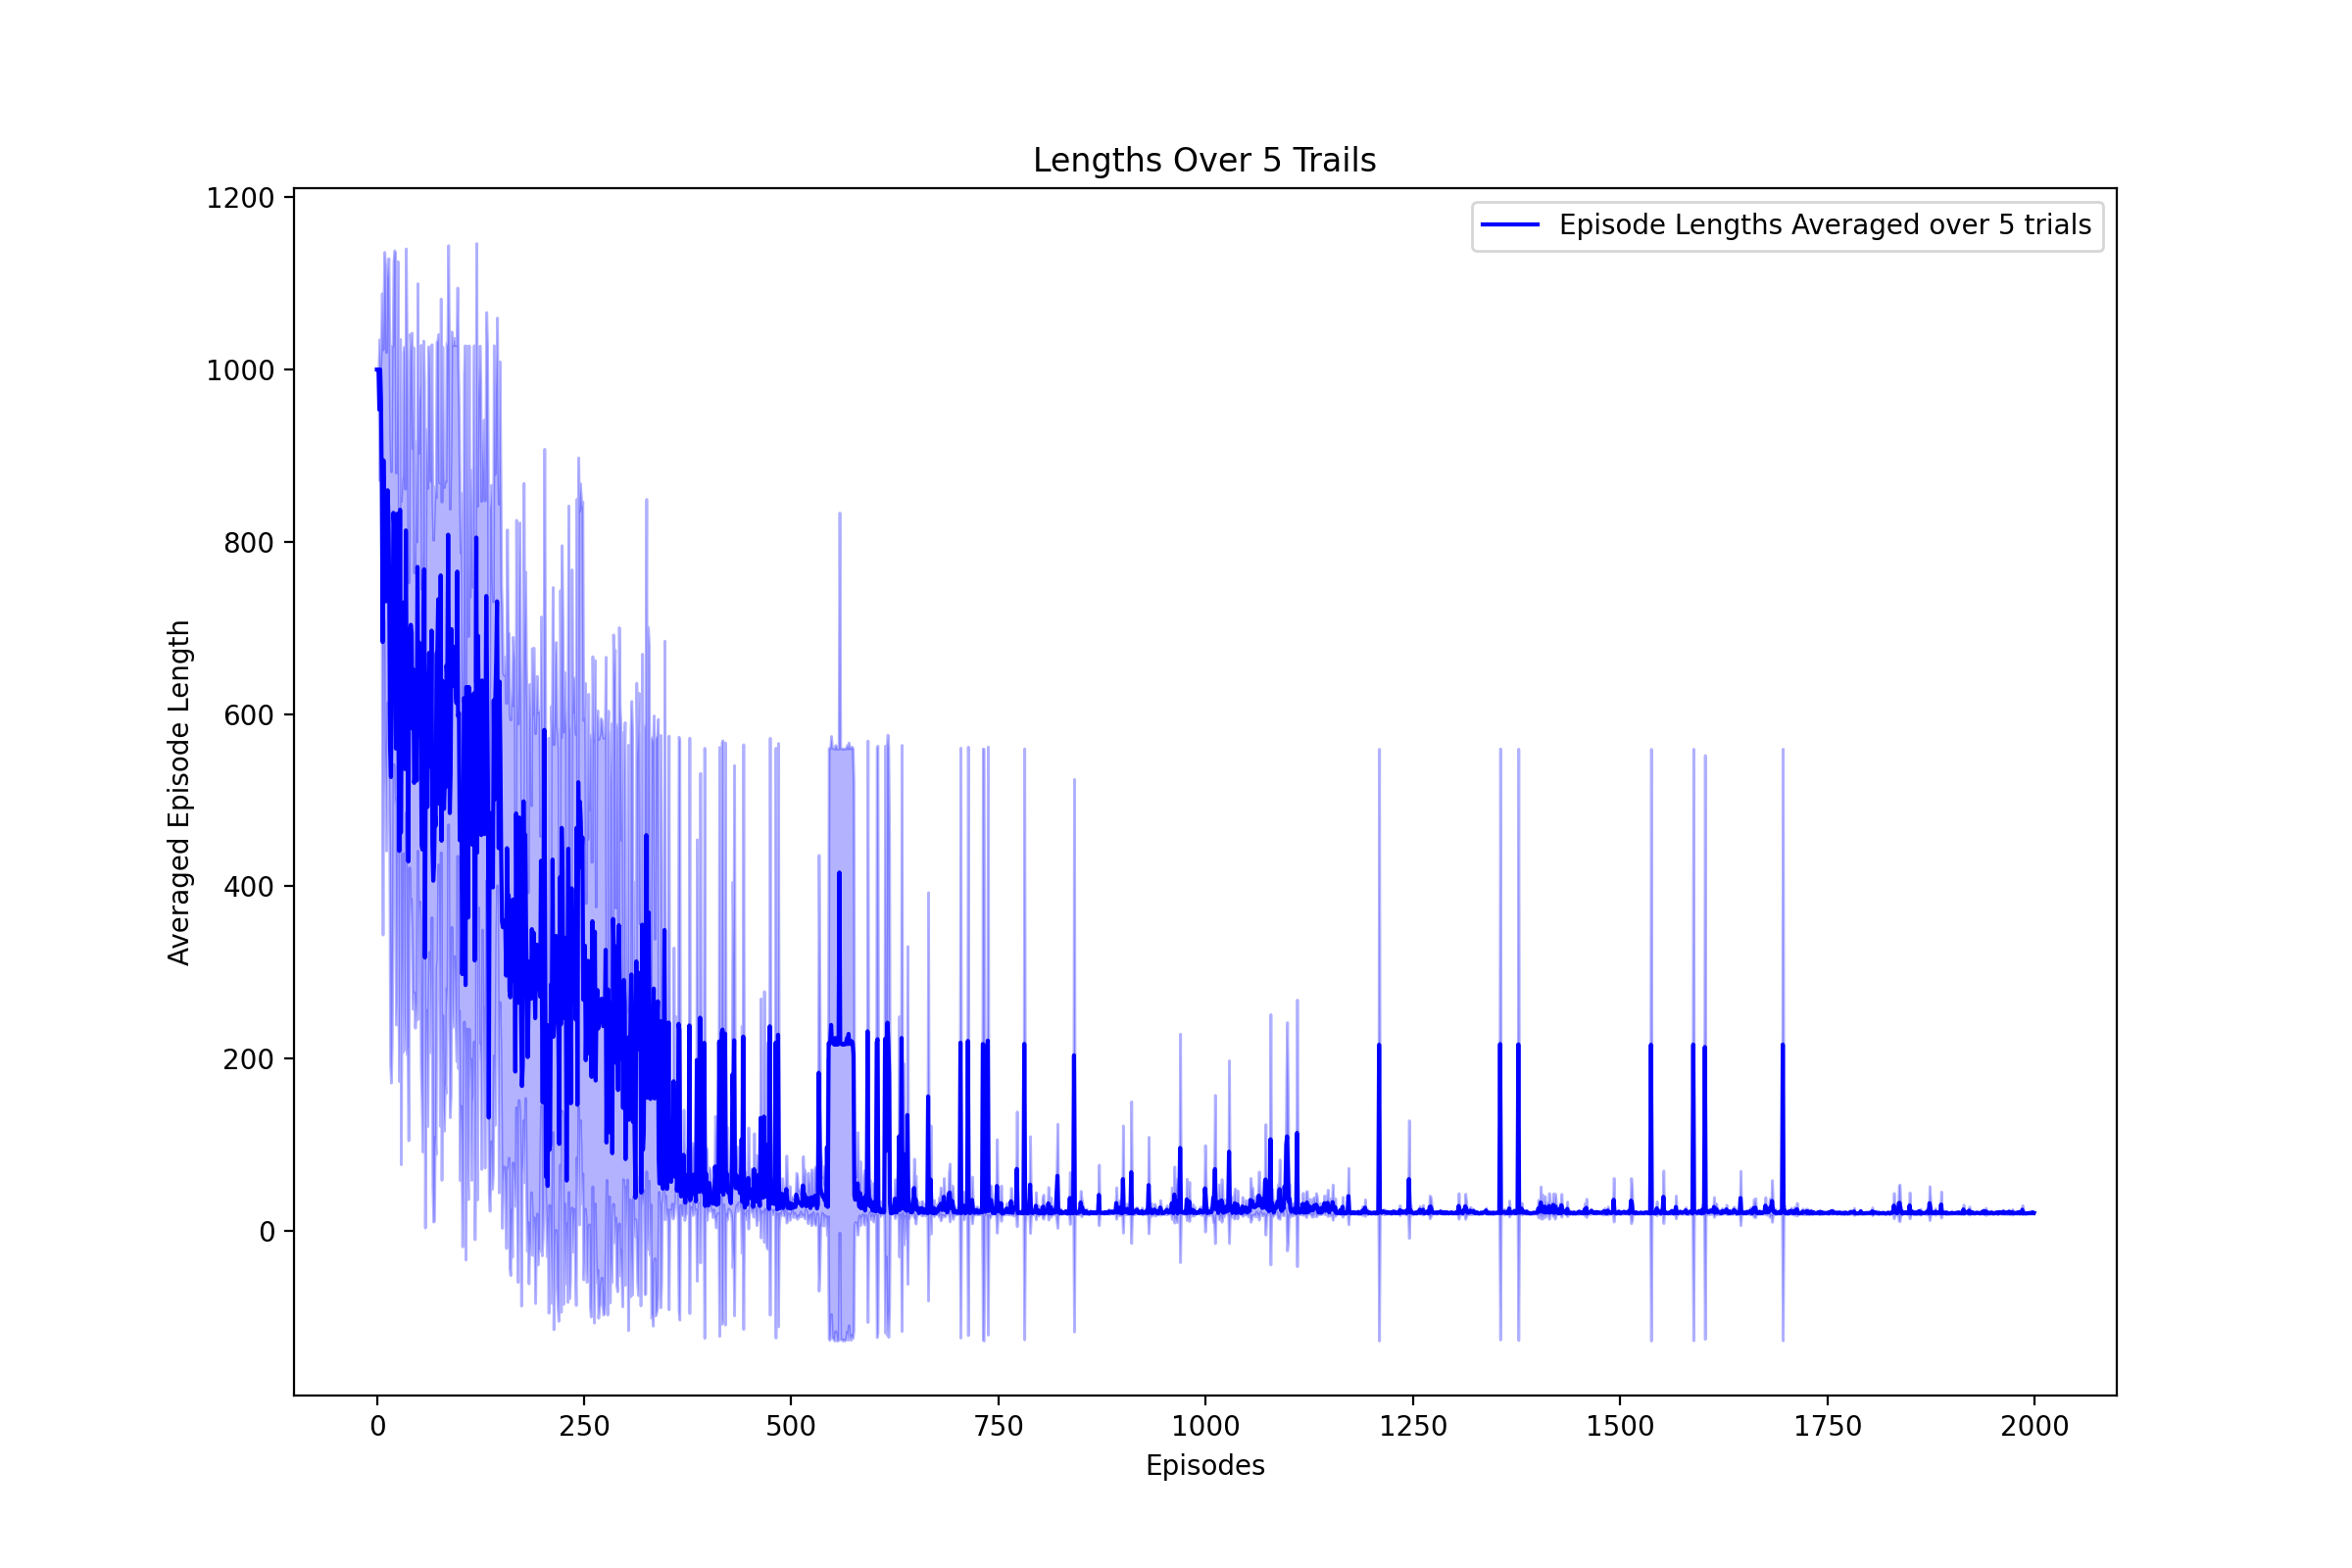 Lengths Over 5 Trails
Episode Lengths Averaged over 5 trials
1200
1000
800
600
400
200
0
Averaged Episode Length
0 250 500 750 1000 1250 1500 1750 2000
Episodes